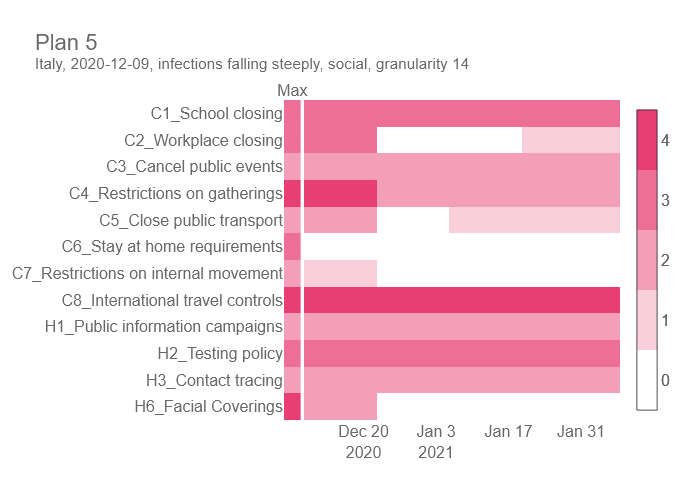 Plan 5
Italy, 2020-12-09, infections falling steeply, social, granularity 14
Max
C1_School closing
C2_Workplace closing
C3_Cancel public events
C4_Restrictions on gatherings
C5_Close public transport
C6_Stay at home requirements
C7_Restrictions on internal movement
C8_International travel controls
H1_Public information campaigns
H2_Testing policy
H3_Contact tracing
H6_Facial Coverings
4
3
2
1
0
Dec 20 Jan 3 Jan 17 Jan 31
2020 2021